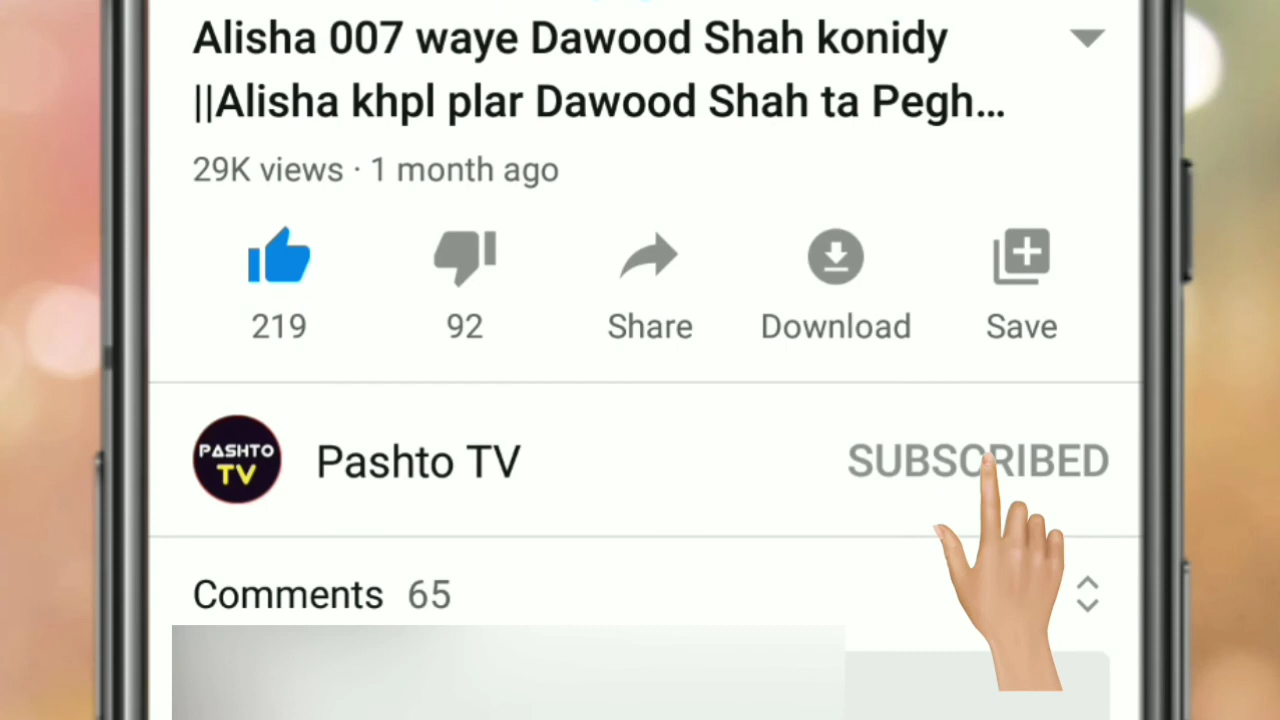 Alisha 007 waye Dawood Shah konidy
||Alisha khpl plar Dawood Shah ta Pegh...
29K views · 1 month ago
219 92 Share Download Save
PASHTO
TV
Pashto TV SUBSCRIBED
Comments 65